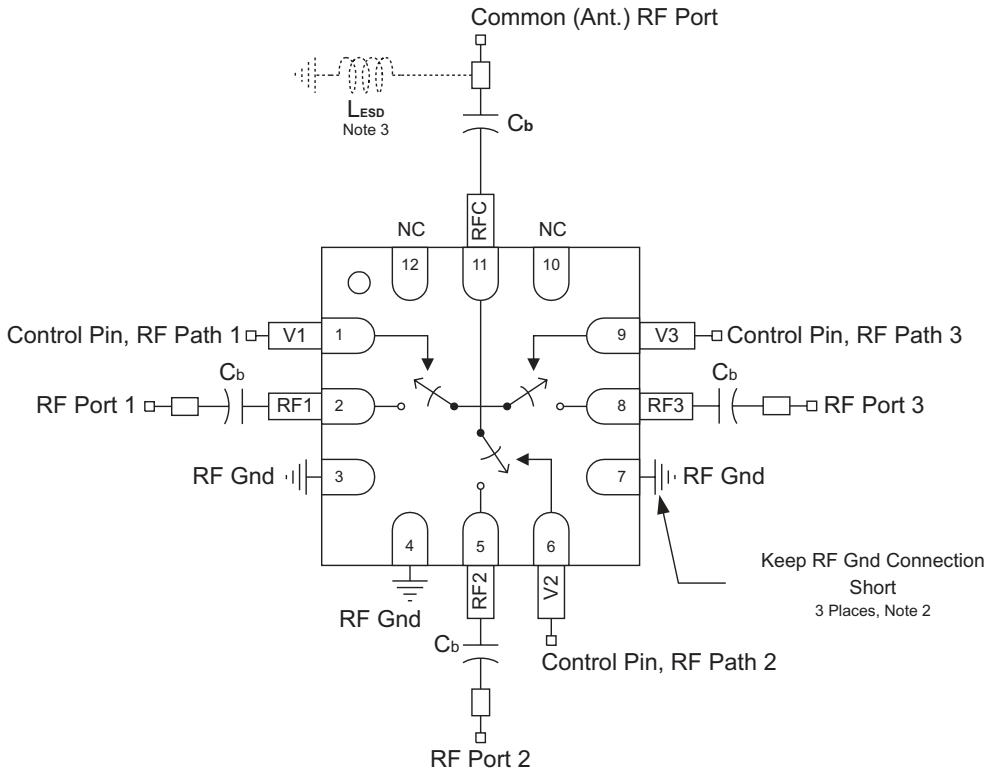 Common (Ant.) RF Port
LESD
Note 3
Cb
RFC
NC
NC
12
11
10
Control Pin, RF Path 1
V1
1
9
V3
Control Pin, RF Path 3
Cb
Cb
RF Port 1
RF1
2
8
RF3
RF Port 3
RF Gnd
3
7
RF Gnd
4
5
6
RF2
V2
Keep RF Gnd Connection
Short
3 Places, Note 2
RF Gnd
Cb
Control Pin, RF Path 2
RF Port 2